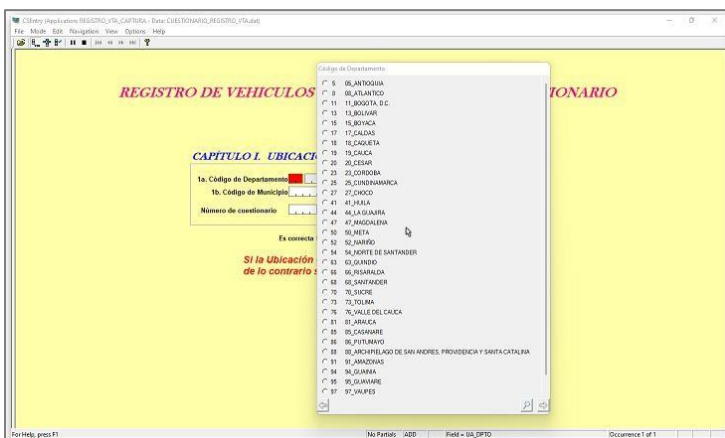 CSEntry (Application: REGISTRO_VTA_CAPTURA - Data: CUESTIONARIO_REGISTRO_VTA.dat)
File Mode Edit Navigation View Options Help
Código de Departamento
REGISTRO DE VEHICULOS
IONARIO
CAPÍTULO I. UBICACI
1a. Código de Departamento
1b. Código de Municipio
Número de cuestionario
Es correcta
Si la Ubicación
de lo contrario s
5 05_ANTIOQUIA
8 08_ATLANTICO
11 11_BOGOTA, D.C.
13 13_BOLIVAR
15 15_BOYACA
17 17_CALDAS
18 18_CAQUETA
19 19_CAUCA
20 20_CESAR
23 23_CORDOBA
25 25_CUNDINAMARCA
27 27_CHOCO
41 41_HUILA
44 44_LA GUAJIRA
47 47_MAGDALENA
50 50_META
52 52_NARIÑO
54 54_NORTE DE SANTANDER
63 63_QUINDIO
66 66_RISARALDA
68 68_SANTANDER
70 70_SUCRE
73 73_TOLIMA
76 76_VALLE DEL CAUCA
81 81_ARAUCA
85 85_CASANARE
86 86_PUTUMAYO
88 88_ARCHIPIELAGO DE SAN ANDRES, PROVIDENCIA Y SANTA CATALINA
91 91_AMAZONAS
94 94_GUAINIA
95 95_GUAVIARE
97 97_VAUPES
For Help, press F1
No Partials ADD Field = UA_DPTO Occurrence 1 of 1